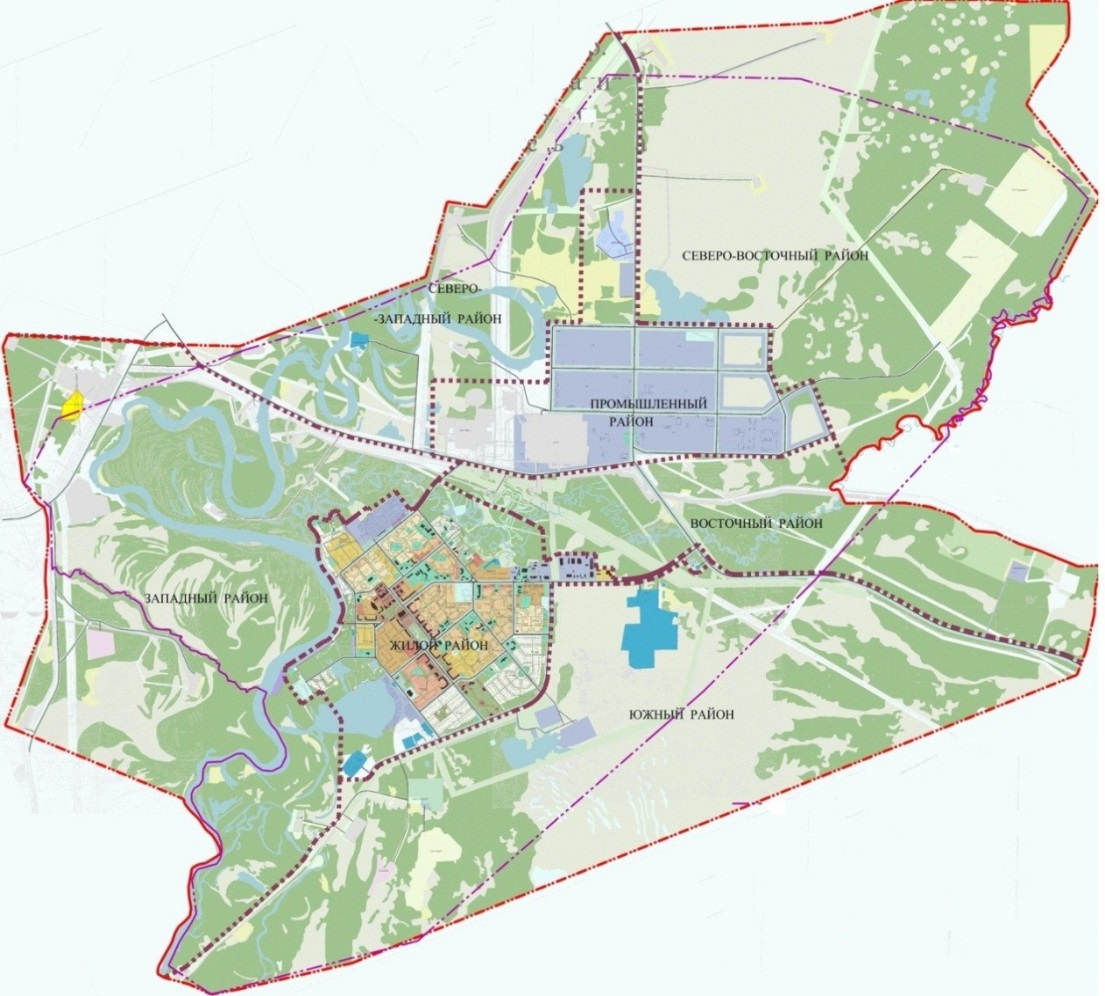 СЕВЕРО-ВОСТОЧНЫЙ РАЙОН
СЕВЕРО-
-ЗАПАДНЫЙ РАЙОН
ПРОМЫШЛЕННЫЙ
РАЙОН
ВОСТОЧНЫЙ РАЙОН
ЗАПАДНЫЙ РАЙОН
ЖИЛОЙ РАЙОН
ЮЖНЫЙ РАЙОН